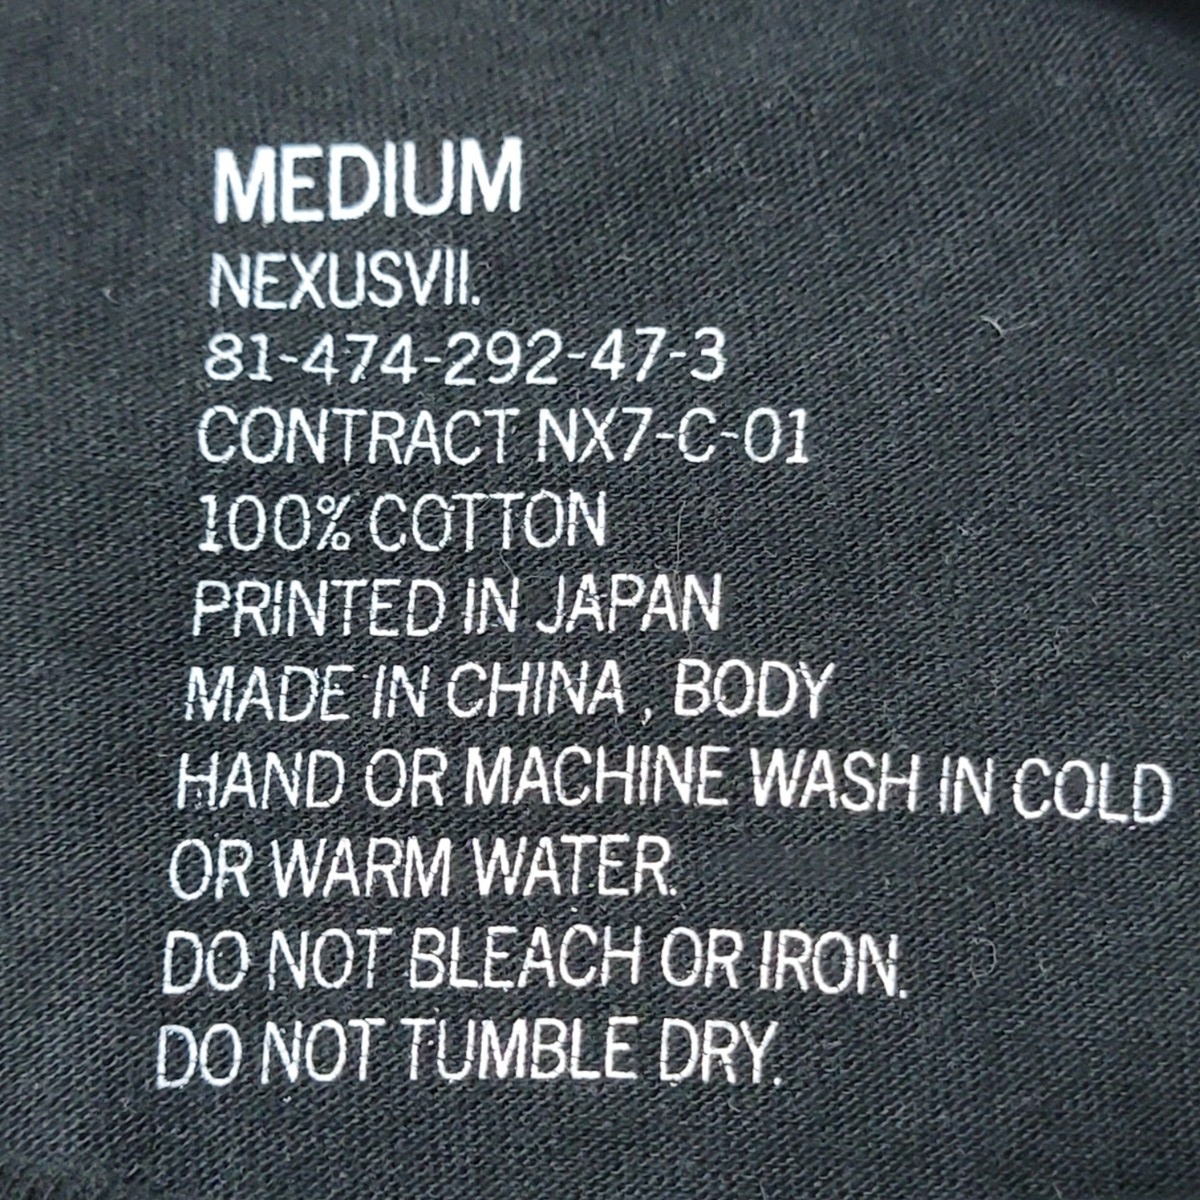 MEDIUM
NEXUSVII.
81-474-292-47-3
CONTRACT NX7-C-01
100% COTTON
PRINTED IN JAPAN
MADE IN CHINA , BODY
HAND OR MACHINE WASH IN COLD
OR WARM WATER.
DO NOT BLEACH OR IRON.
DO NOT TUMBLE DRY.